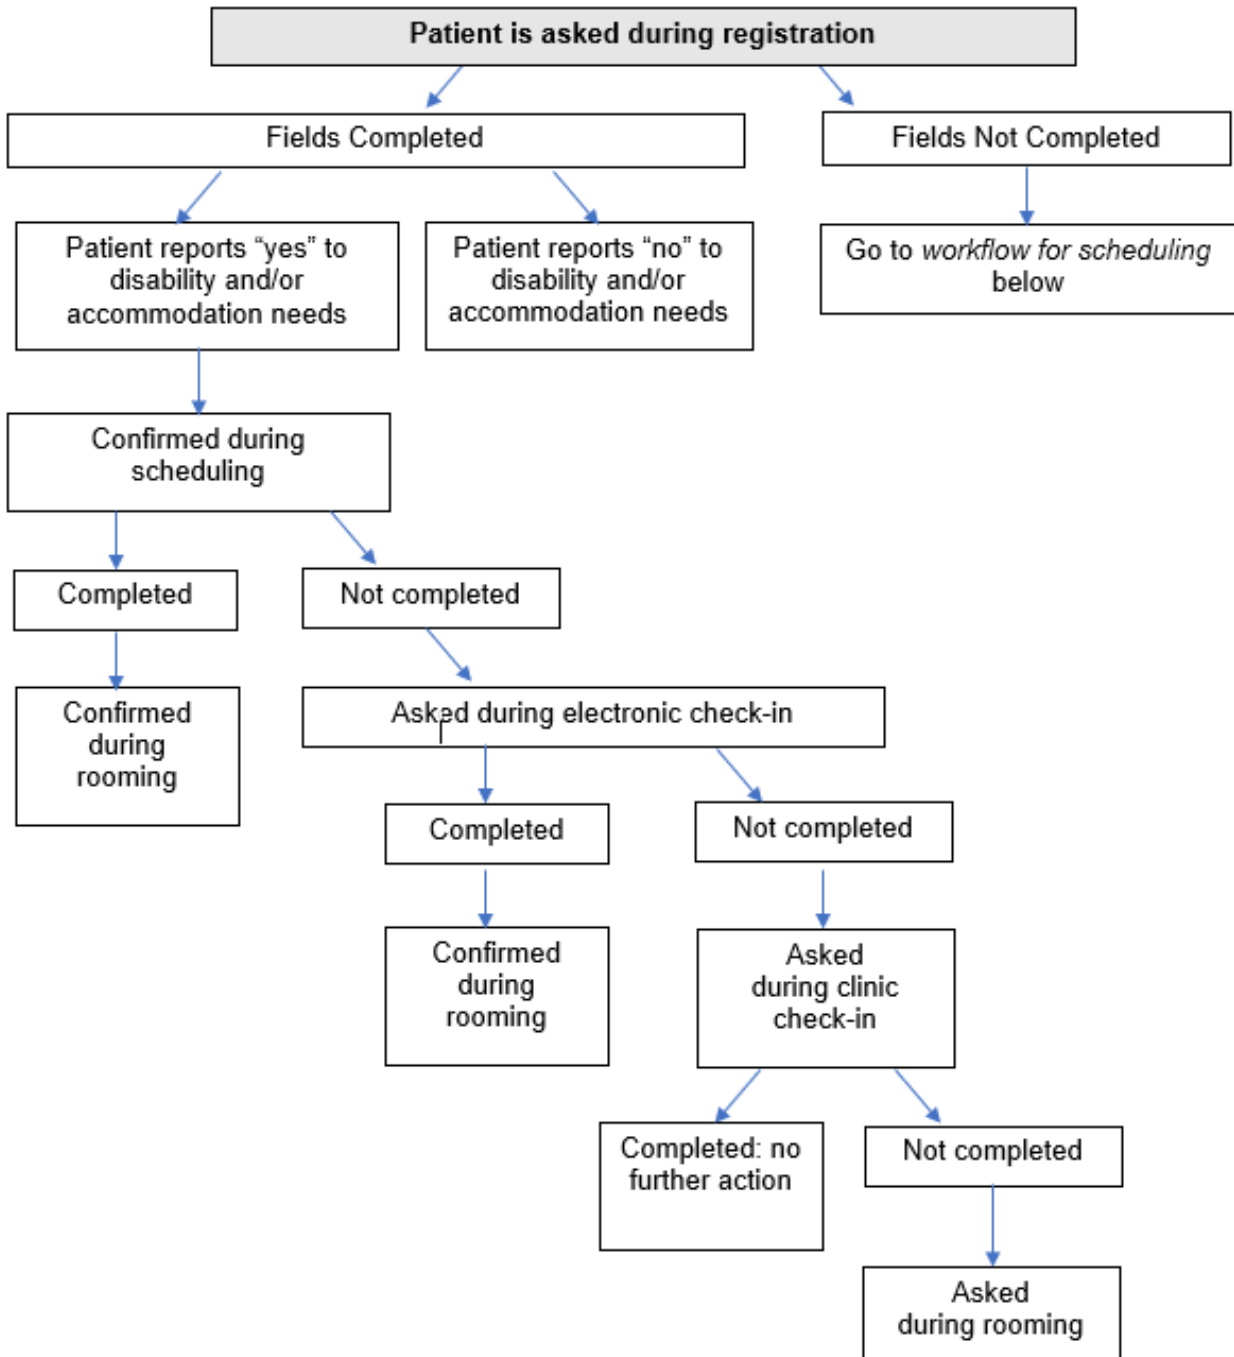 Patient is asked during registration
Fields Completed
Fields Not Completed
Patient reports “yes” to
disability and/or
accommodation needs
Patient reports “no” to
disability and/or
accommodation needs
Go to workflow for scheduling
below
Confirmed during
scheduling
Completed
Not completed
Confirmed
during
rooming
Asked during electronic check-in
Completed
Not completed
Confirmed
during
rooming
Asked
during clinic
check-in
Completed: no
further action
Not completed
Asked
during rooming